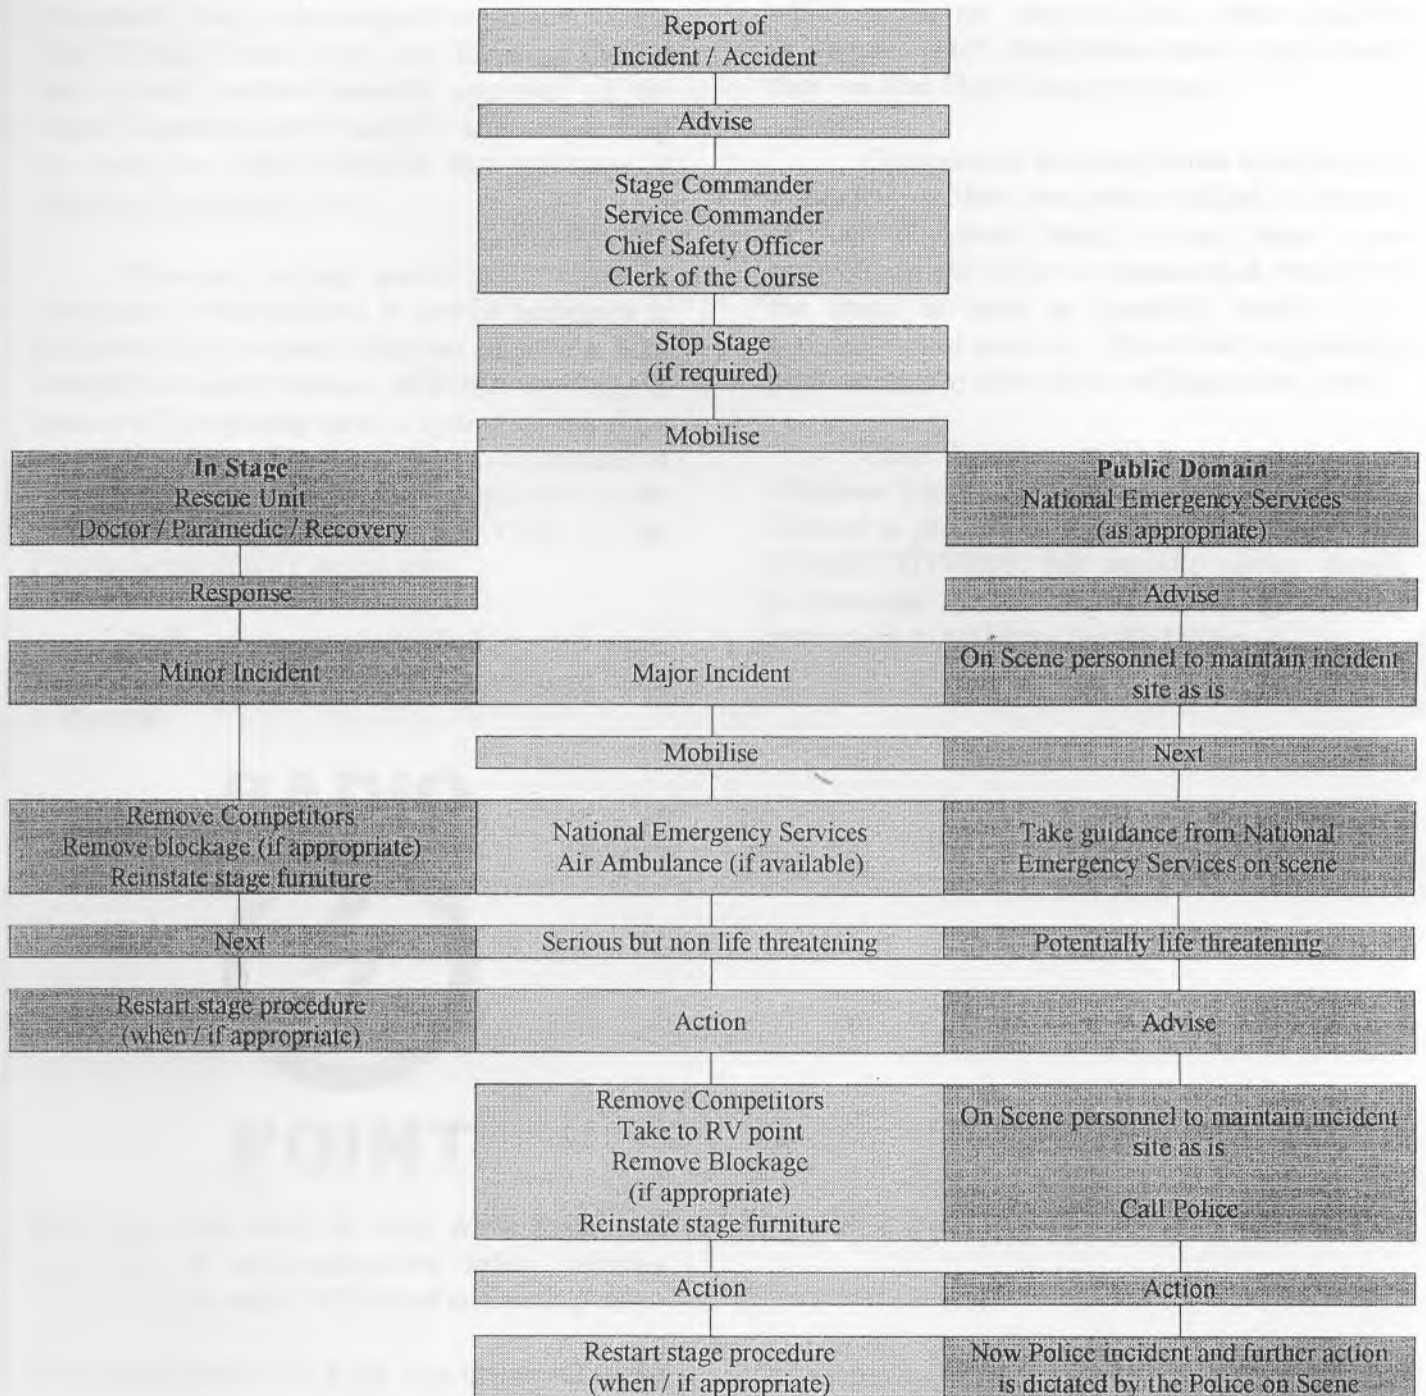 Report of
Incident / Accident
Advise
Stage Commander
Service Commander
Chief Safety Officer
Clerk of the Course
Stop Stage
(if required)
Mobilise
In Stage
Rescue Unit
Doctor / Paramedic / Recovery
Public Domain
National Emergency Services
(as appropriate)
Response
Advise
Minor Incident
Major Incident
On Scene personnel to maintain incident
site as is
Mobilise
Next
Remove Competitors
Remove blockage (if appropriate)
Reinstate stage furniture
National Emergency Services
Air Ambulance (if available)
Take guidance from National
Emergency Services on scene
Next
Serious but non life threatening
Potentially life threatening
Restart stage procedure
(when / if appropriate)
Action
Advise
Remove Competitors
Take to RV point
Remove Blockage
(if appropriate)
Reinstate stage furniture
On Scene personnel to maintain incident
site as is
Call Police
Action
Action
Restart stage procedure
(when / if appropriate)
Now Police incident and further action
is dictated by the Police on Scene
POINT